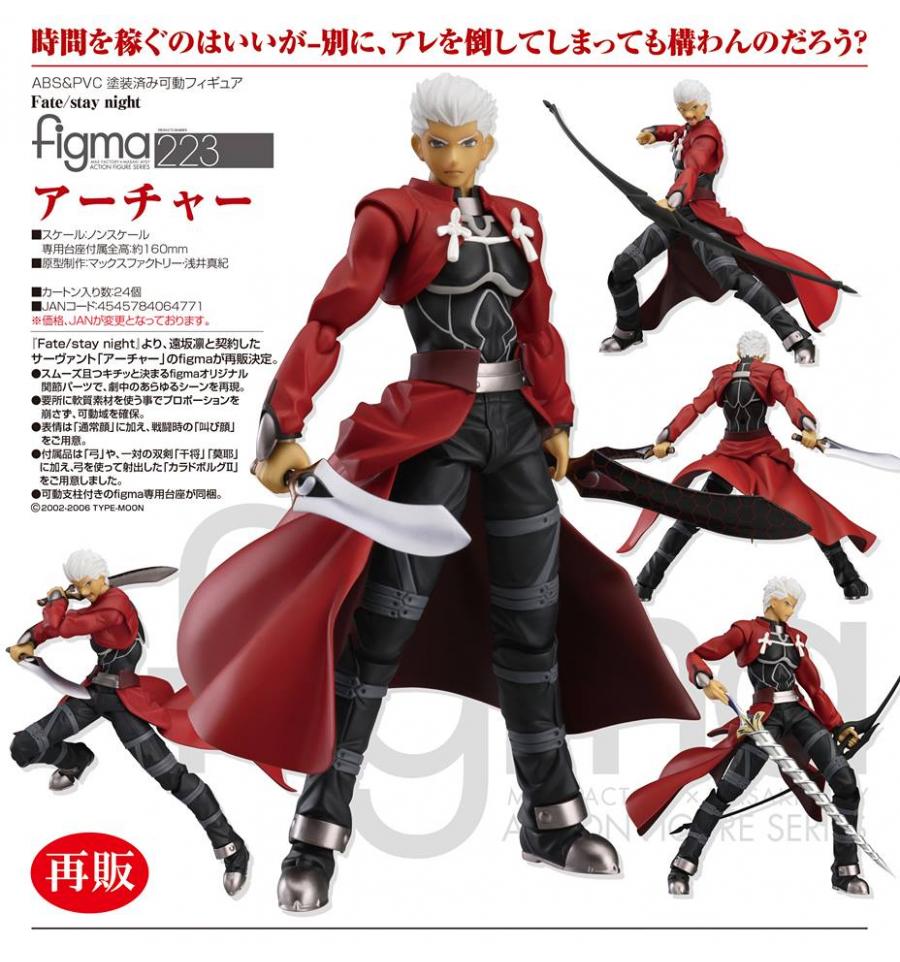 時間を稼ぐのはいいが-別に、アレを倒してしまっても構わんのだろう?
ABS&PVC 塗装済み可動フィギュア
Fate/stay night
figma 223
ACTION FIGURE SERIES
アーチャー
■スケール:ノンスケール
専用台座付属全高:約160mm
■原型制作:マックスファクトリー・浅井真紀
■カートン入り数:24個
■JANコード:4545784064771
※価格、JANが変更となっております。
『Fate/stay night』より、遠坂凛と契約した
サーヴァント「アーチャー」のfigmaが再販決定。
●スムーズ且つキチッと決まるfigmaオリジナル
関節パーツで、劇中のあらゆるシーンを再現。
●要所に軟質素材を使う事でプロポーションを
崩さず、可動域を確保。
●表情は「通常顔」に加え、戦闘時の「叫び顔」
をご用意。
●付属品は「弓」や、一対の双剣「干将」「莫耶」
に加え、弓を使って射出した「カラドボルグII」
をご用意しました。
●可動支柱付きのfigma専用台座が同梱。
©2002-2006 TYPE-MOON
figma
ACTION FIGURE SERIES
再販